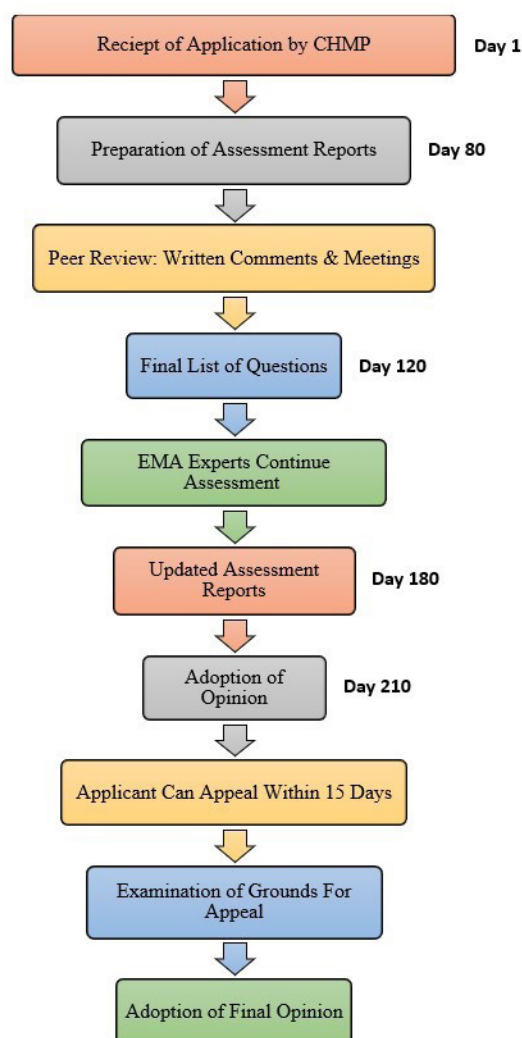 Reciept of Application by CHMP
Day 1
Preparation of Assessment Reports
Day 80
Peer Review: Written Comments & Meetings
Final List of Questions
Day 120
EMA Experts Continue
Assessment
Updated Assessment
Reports
Day 180
Adoption of
Opinion
Day 210
Applicant Can Appeal Within 15 Days
Examination of Grounds For
Appeal
Adoption of Final Opinion